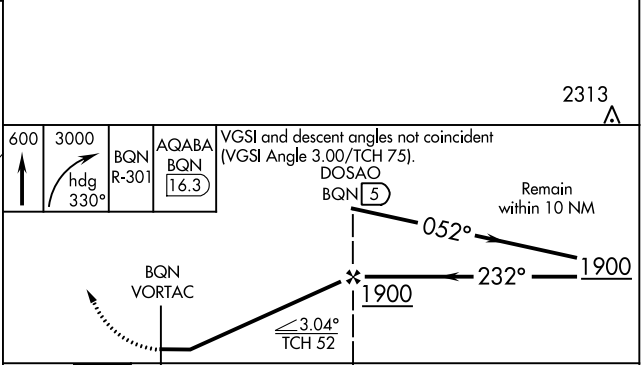 2313
600
3000
hdg
330°
BQN
R-301
AQABA
BQN
16.3
VGSI and descent angles not coincident
(VGSI Angle 3.00/TCH 75).
DOSAO
BQN 5
Remain
within 10 NM
052°
1900
232°
1900
BQN
VORTAC
3.04°
TCH 52